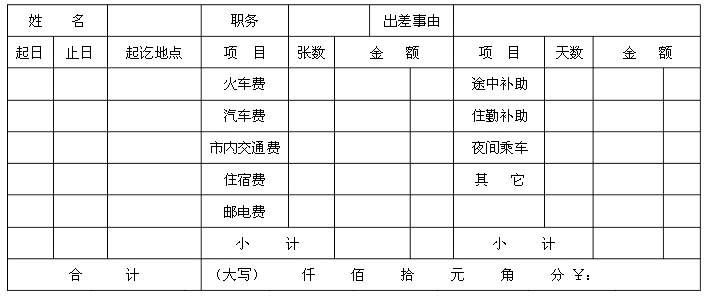 姓 名 职务 出差事由
起日 止日 起讫地点 项 目 张数 金 额 项 目 天数 金 额
火车费 途中补助
汽车费 住勤补助
市内交通费 夜间乘车
住宿费 其 它
邮电费
小 计 小 计
合 计 （大写） 仟 佰 拾 元 角 分 ￥：